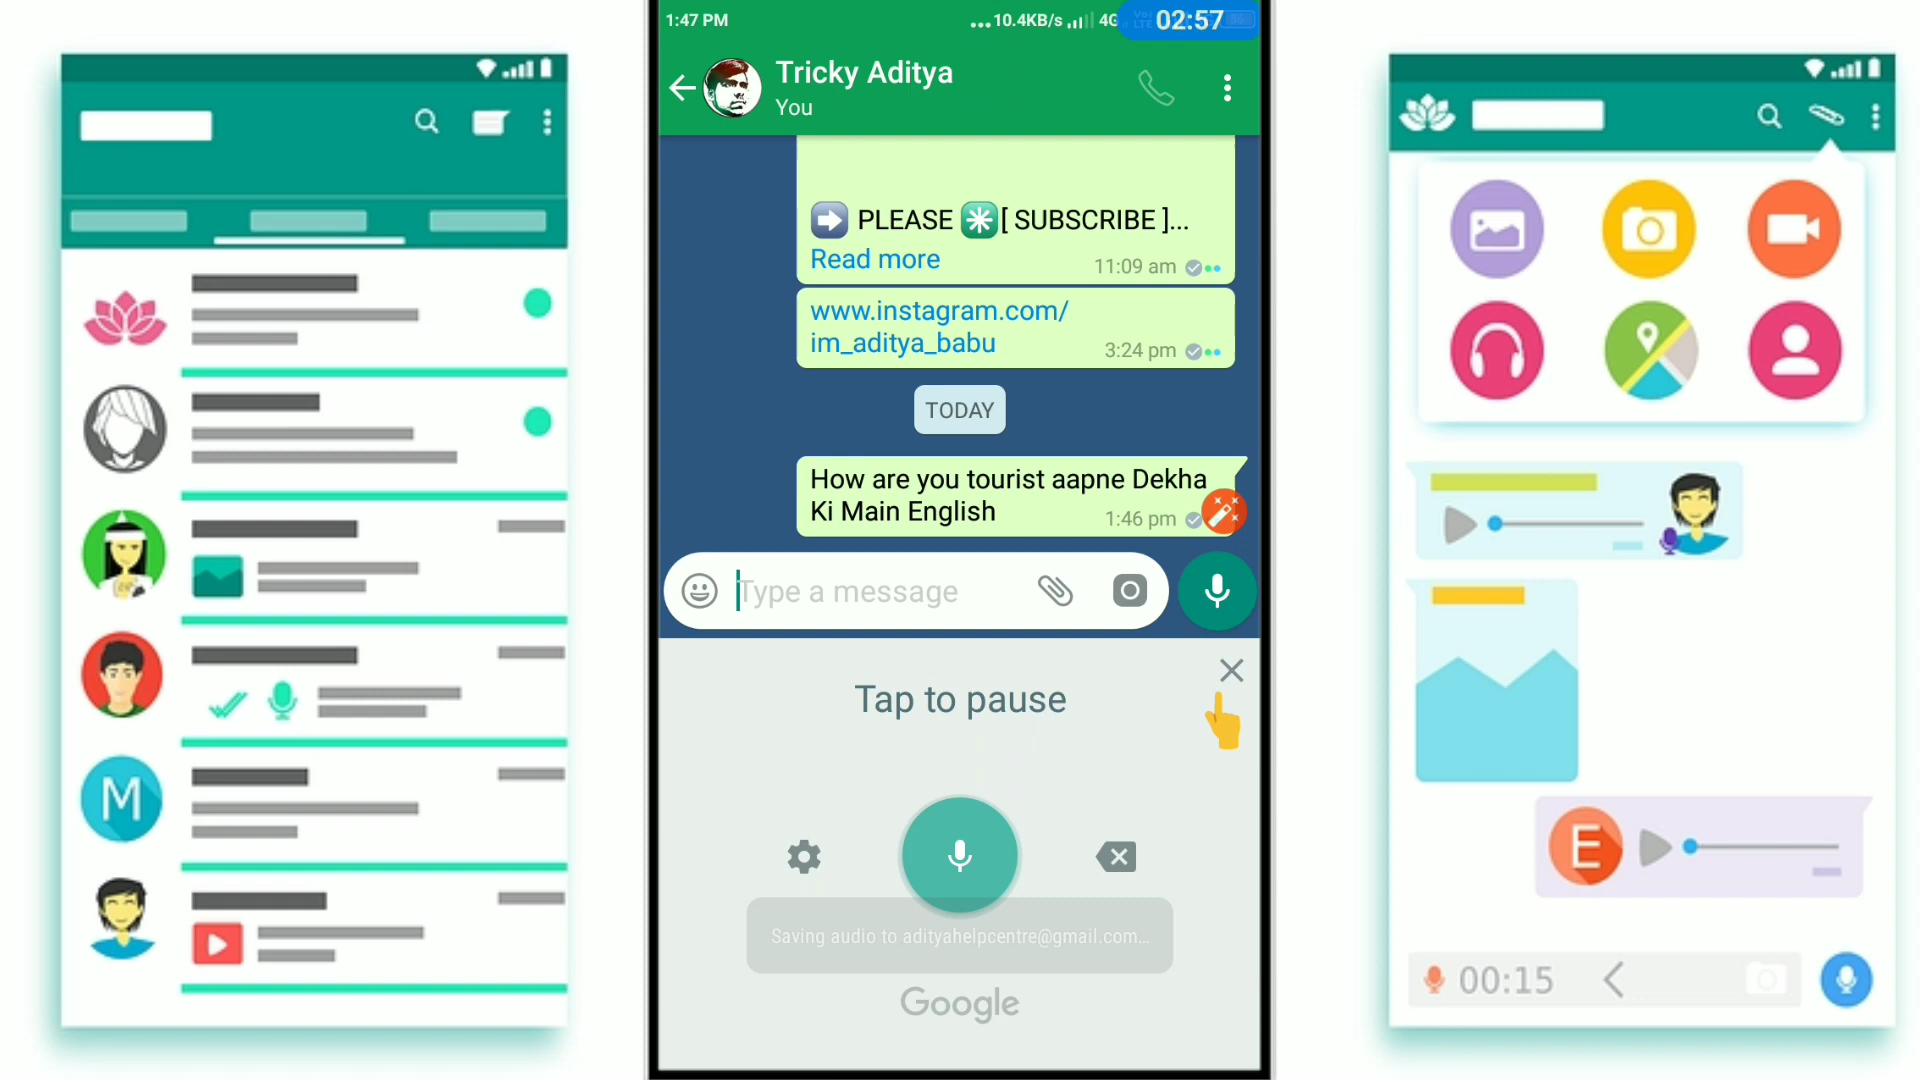 1:47 PM
...10.4KB/s 4G
02:57
Tricky Aditya
You
PLEASE [ SUBSCRIBE ]...
Read more
11:09 am
www.instagram.com/
im_aditya_babu
3:24 pm
TODAY
How are you tourist aapne Dekha
Ki Main English
1:46 pm
Type a message
Tap to pause
Saving audio to adityahelpcentre@gmail.com...
Google
M
E
00:15